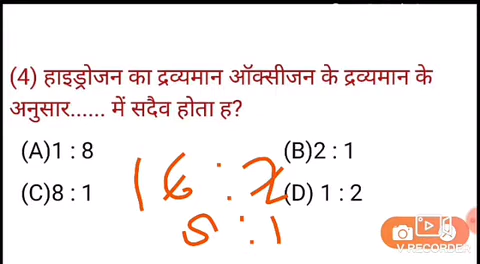 (4) हाइड्रोजन का द्रव्यमान ऑक्सीजन के द्रव्यमान के
अनुसार...... में सदैव होता ह?
(A)1 : 8
(B)2 : 1
(C)8 : 1
(D) 1 : 2
16 : 2
: 1
V RECORDER